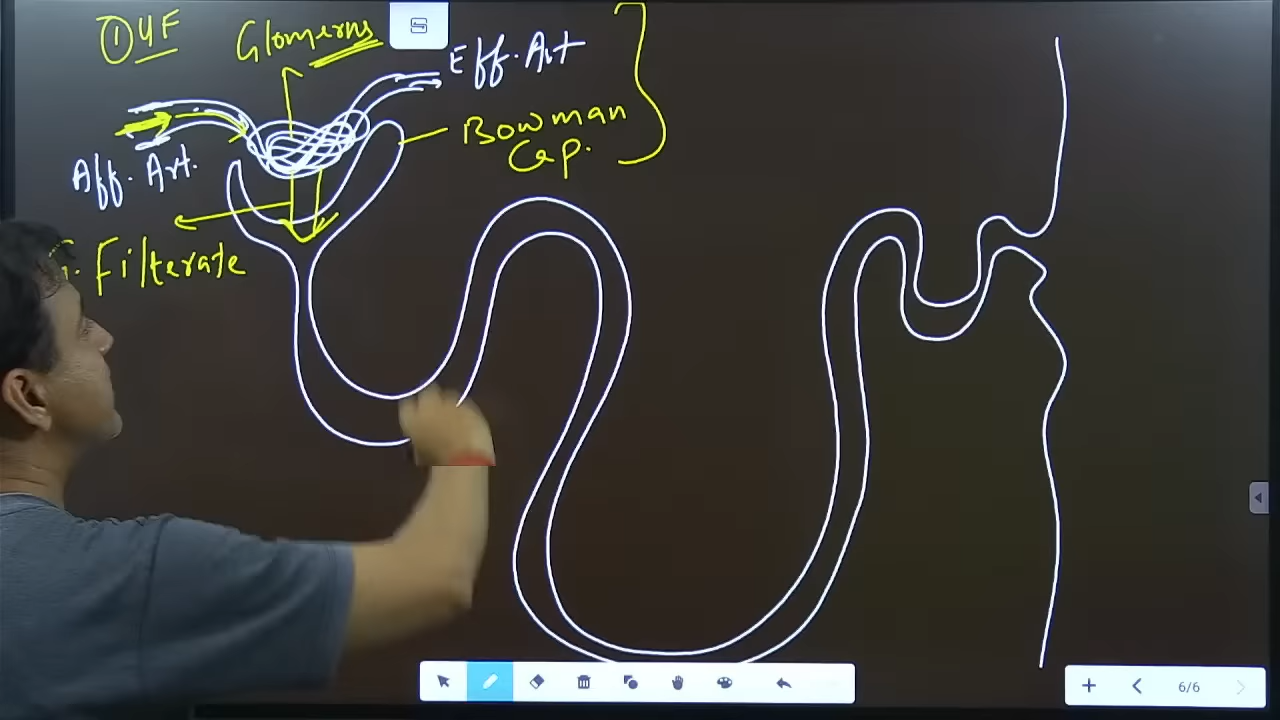 ① UF
Glomerus
Eff. Art
Bowman
Cap.
Aff. Art.
G. Filterate
6/6